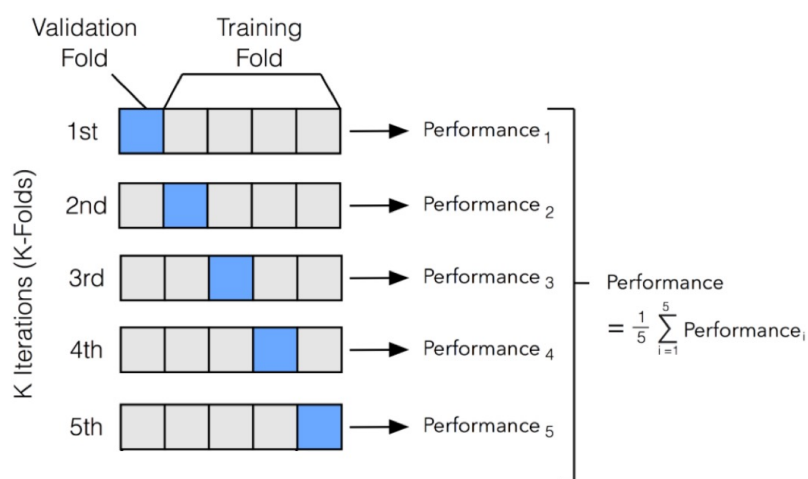 Validation
Fold
Training
Fold
K Iterations (K-Folds)
1st
Performance 1
2nd
Performance 2
3rd
Performance 3
4th
Performance 4
5th
Performance 5
Performance
= 1/5 5 ∑ i=1 Performance i